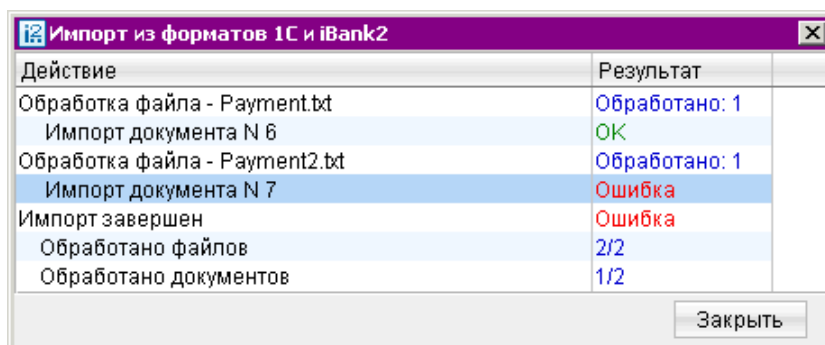 i2 Импорт из форматов 1С и iBank2
Действие Результат
Обработка файла - Payment.txt Обработано: 1
Импорт документа N 6 OK
Обработка файла - Payment2.txt Обработано: 1
Импорт документа N 7 Ошибка
Импорт завершен Ошибка
Обработано файлов 2/2
Обработано документов 1/2
Закрыть